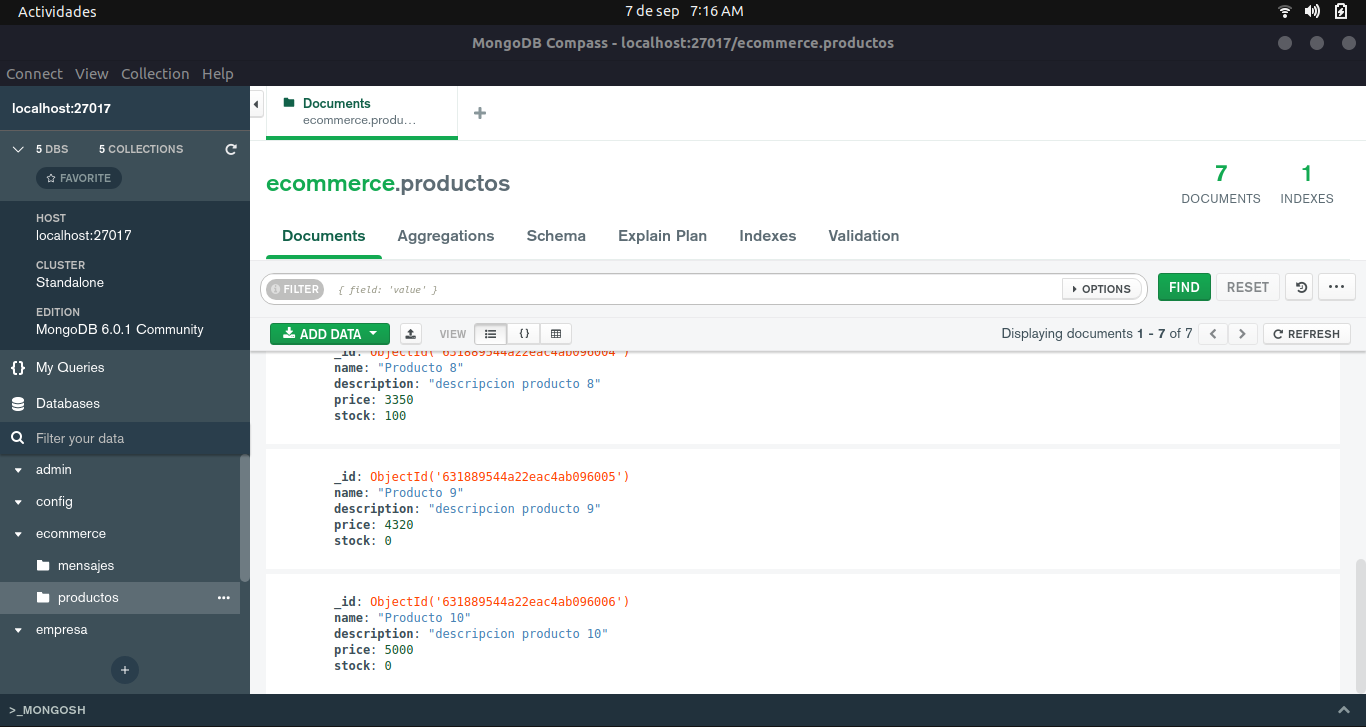 Actividades
7 de sep 7:16 AM
MongoDB Compass - localhost:27017/ecommerce.productos
Connect View Collection Help
localhost:27017
5 DBS 5 COLLECTIONS
FAVORITE
HOST
localhost:27017
CLUSTER
Standalone
EDITION
MongoDB 6.0.1 Community
My Queries
Databases
Filter your data
admin
config
ecommerce
mensajes
productos
empresa
Documents
ecommerce.produ...
ecommerce.productos
7 DOCUMENTS
1 INDEXES
Documents Aggregations Schema Explain Plan Indexes Validation
FILTER { field: 'value' } OPTIONS FIND RESET
ADD DATA VIEW {} Displaying documents 1 - 7 of 7 REFRESH
_id: ObjectId('631889544a22eac4ab096004')
name: "Producto 8"
description: "descripcion producto 8"
price: 3350
stock: 100
_id: ObjectId('631889544a22eac4ab096005')
name: "Producto 9"
description: "descripcion producto 9"
price: 4320
stock: 0
_id: ObjectId('631889544a22eac4ab096006')
name: "Producto 10"
description: "descripcion producto 10"
price: 5000
stock: 0
>_MONGOSH